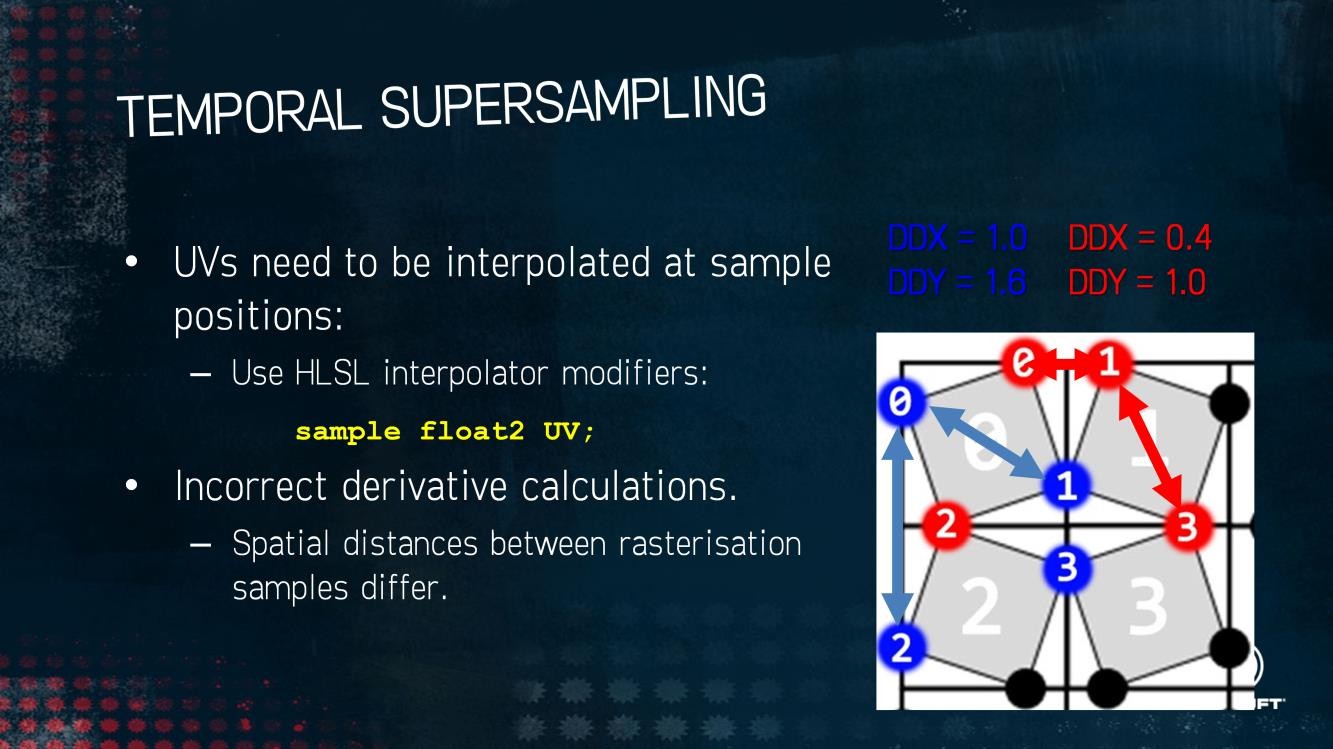 TEMPORAL SUPERSAMPLING
• UVs need to be interpolated at sample
positions:
– Use HLSL interpolator modifiers:
sample float2 UV;
• Incorrect derivative calculations.
– Spatial distances between rasterisation
samples differ.
DDX = 1.0 DDX = 0.4
DDY = 1.6 DDY = 1.0
0 1
0
0 1
1
2 3
3
2 3
2